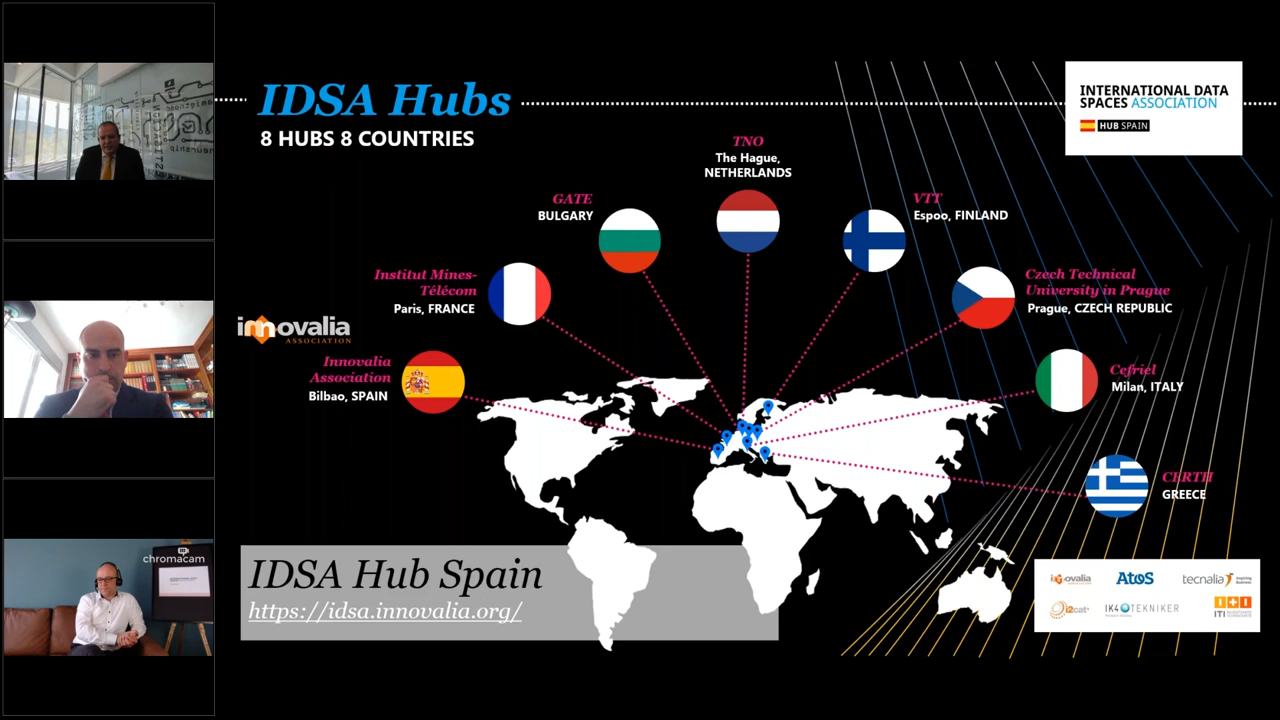 IDSA Hubs
8 HUBS 8 COUNTRIES
INTERNATIONAL DATA
SPACES ASSOCIATION
HUB SPAIN
TNO
The Hague,
NETHERLANDS
GATE
BULGARY
VTT
Espoo, FINLAND
Institut Mines-
Télécom
Paris, FRANCE
Czech Technical
University in Prague
Prague, CZECH REPUBLIC
innovalia
ASSOCIATION
Innovalia
Association
Bilbao, SPAIN
Cefriel
Milan, ITALY
CERTH
GREECE
IDSA Hub Spain
https://idsa.innovalia.org/
innovalia
Atos
tecnalia
Inspiring
Business
i2cat
IK4 TEKNIKER
ITI
chromacam